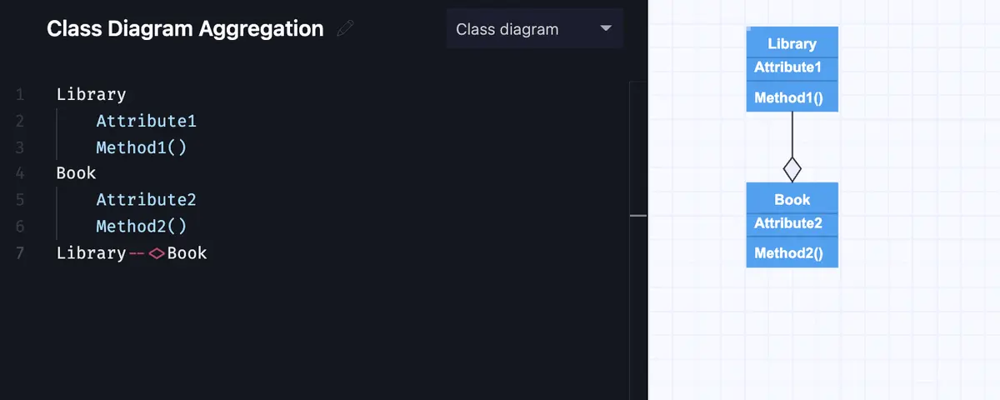 Class Diagram Aggregation
Class diagram
1 Library
2 Attribute1
3 Method1()
4 Book
5 Attribute2
6 Method2()
7 Library--<>Book
Library
Attribute1
Method1()
Book
Attribute2
Method2()